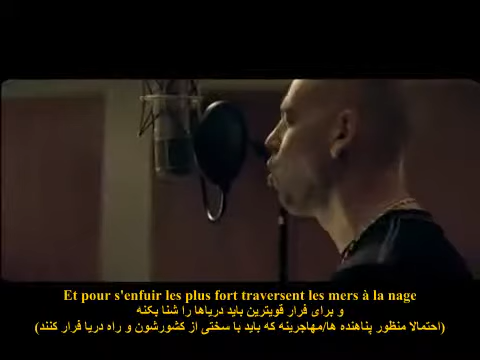 Et pour s'enfuir les plus fort traversent les mers à la nage
و برای فرار قویترین باید دریاها را شنا بکنه
(احتمالا منظور پناهنده ها/مهاجرینه که باید با سختی از کشورشون و راه دریا فرار کنند)